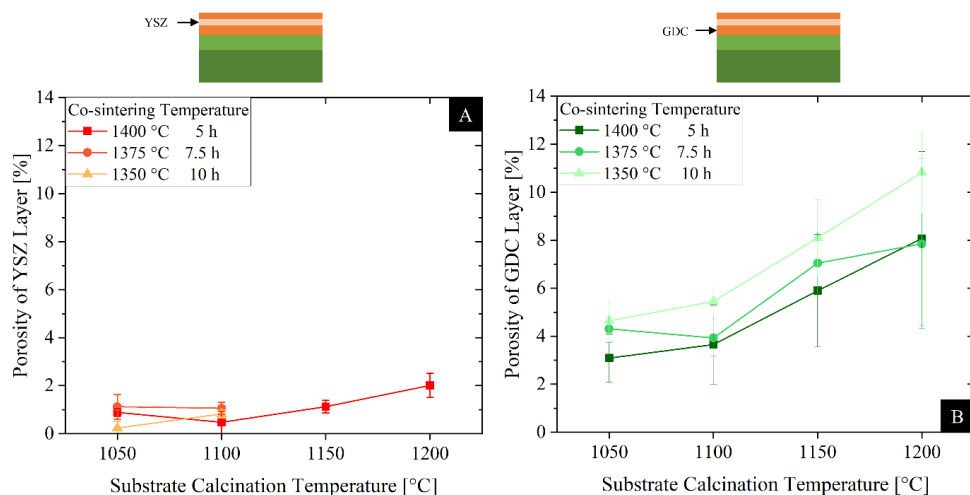 YSZ
GDC
A
Co-sintering Temperature
1400 °C 5 h
1375 °C 7.5 h
1350 °C 10 h
Porosity of YSZ Layer [%]
14
12
10
8
6
4
2
0
1050 1100 1150 1200
Substrate Calcination Temperature [°C]
B
Co-sintering Temperature
1400 °C 5 h
1375 °C 7.5 h
1350 °C 10 h
Porosity of GDC Layer [%]
14
12
10
8
6
4
2
0
1050 1100 1150 1200
Substrate Calcination Temperature [°C]